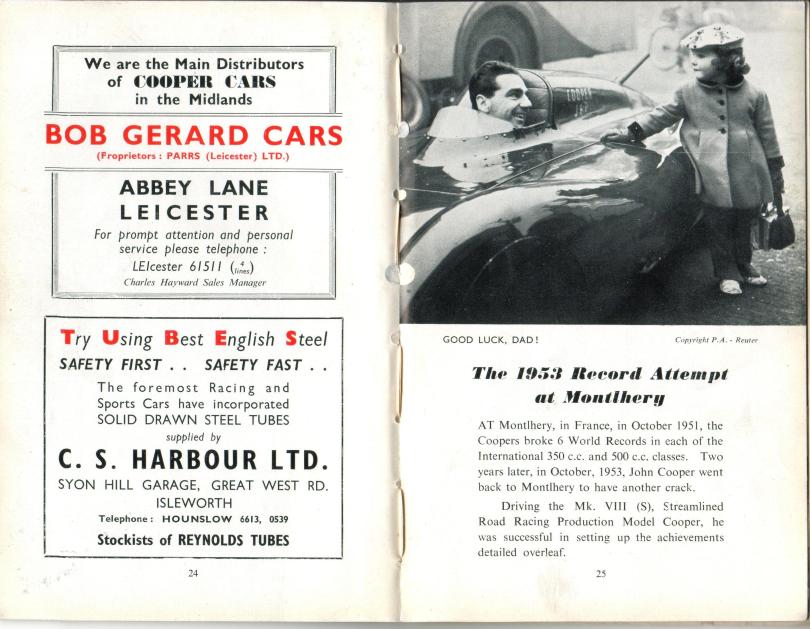 We are the Main Distributors
of COOPER CARS
in the Midlands
BOB GERARD CARS
(Froprietors : PARRS (Leicester) LTD.)
ABBEY LANE
LEICESTER
For prompt attention and personal
service please telephone :
LEIcester 61511 (4 lines)
Charles Hayward Sales Manager
Try Using Best English Steel
SAFETY FIRST . . SAFETY FAST . .
The foremost Racing and
Sports Cars have incorporated
SOLID DRAWN STEEL TUBES
supplied by
C. S. HARBOUR LTD.
SYON HILL GARAGE, GREAT WEST RD.
ISLEWORTH
Telephone : HOUNSLOW 6613, 0539
Stockists of REYNOLDS TUBES
24
COOPER
GOOD LUCK, DAD!
Copyright P.A. - Reuter
The 1953 Record Attempt
at Montlhery
AT Montlhery, in France, in October 1951, the
Coopers broke 6 World Records in each of the
International 350 c.c. and 500 c.c. classes. Two
years later, in October, 1953, John Cooper went
back to Montlhery to have another crack.
Driving the Mk. VIII (S), Streamlined
Road Racing Production Model Cooper, he
was successful in setting up the achievements
detailed overleaf.
25